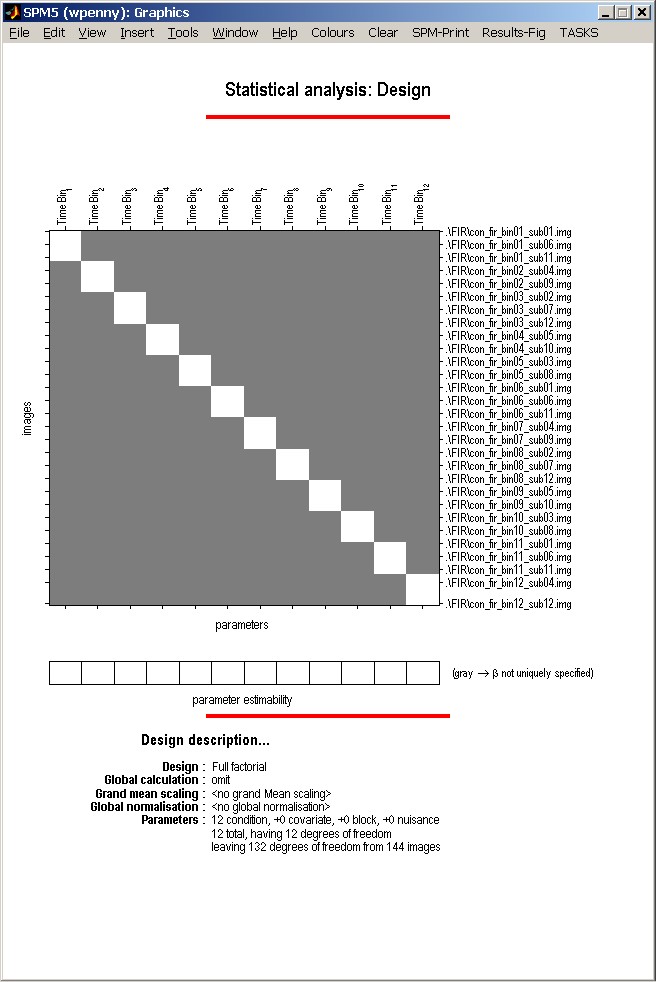 SPM5 (wpenny): Graphics
File Edit View Insert Tools Window Help Colours Clear SPM-Print Results-Fig TASKS
Statistical analysis: Design
Time Bin1
Time Bin2
Time Bin3
Time Bin4
Time Bin5
Time Bin6
Time Bin7
Time Bin8
Time Bin9
Time Bin10
Time Bin11
Time Bin12
images
.\FIR\con_fir_bin01_sub01.img
.\FIR\con_fir_bin01_sub06.img
.\FIR\con_fir_bin01_sub11.img
.\FIR\con_fir_bin02_sub04.img
.\FIR\con_fir_bin02_sub09.img
.\FIR\con_fir_bin03_sub02.img
.\FIR\con_fir_bin03_sub07.img
.\FIR\con_fir_bin03_sub12.img
.\FIR\con_fir_bin04_sub05.img
.\FIR\con_fir_bin04_sub10.img
.\FIR\con_fir_bin05_sub03.img
.\FIR\con_fir_bin05_sub08.img
.\FIR\con_fir_bin06_sub01.img
.\FIR\con_fir_bin06_sub06.img
.\FIR\con_fir_bin06_sub11.img
.\FIR\con_fir_bin07_sub04.img
.\FIR\con_fir_bin07_sub09.img
.\FIR\con_fir_bin08_sub02.img
.\FIR\con_fir_bin08_sub07.img
.\FIR\con_fir_bin08_sub12.img
.\FIR\con_fir_bin09_sub05.img
.\FIR\con_fir_bin09_sub10.img
.\FIR\con_fir_bin10_sub03.img
.\FIR\con_fir_bin10_sub08.img
.\FIR\con_fir_bin11_sub01.img
.\FIR\con_fir_bin11_sub06.img
.\FIR\con_fir_bin11_sub11.img
.\FIR\con_fir_bin12_sub04.img
.\FIR\con_fir_bin12_sub12.img
parameters
(gray → β not uniquely specified)
parameter estimability
Design description...
Design : Full factorial
Global calculation : omit
Grand mean scaling : <no grand Mean scaling>
Global normalisation : <no global normalisation>
Parameters : 12 condition, +0 covariate, +0 block, +0 nuisance
12 total, having 12 degrees of freedom
leaving 132 degrees of freedom from 144 images